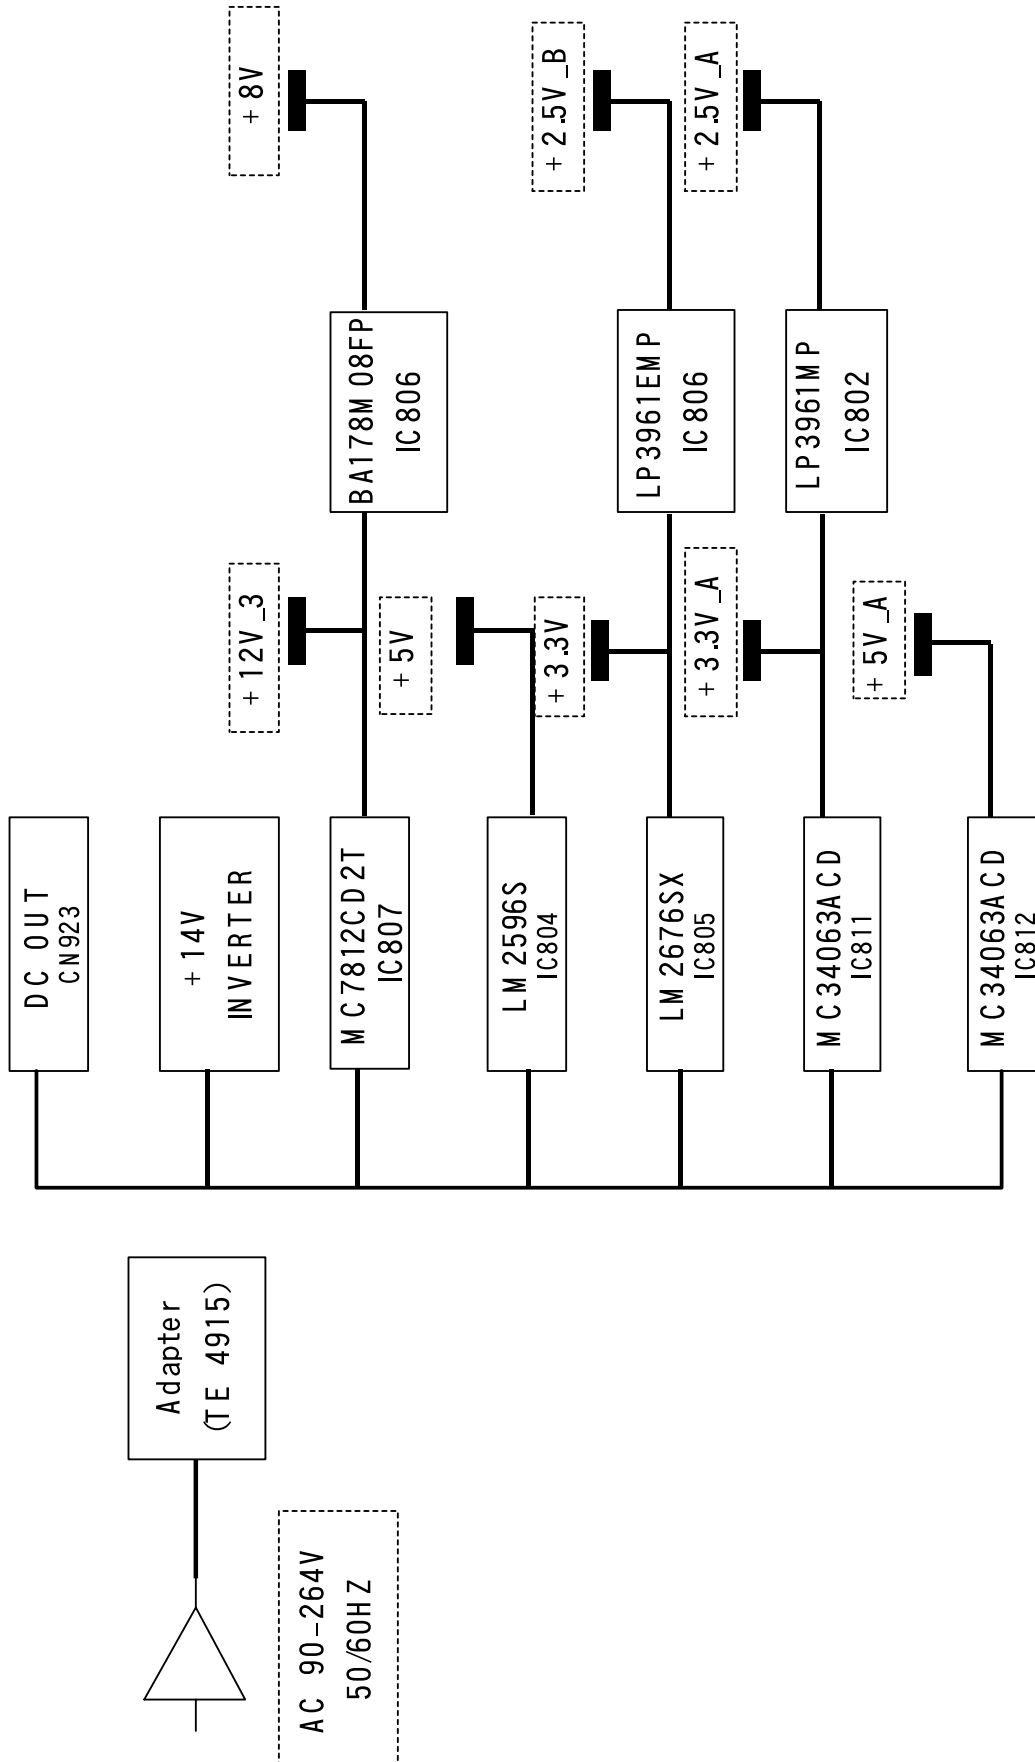 AC 90-264V
50/60HZ
Adapter
(TE 4915)
DC OUT
CN923
+14V
INVERTER
MC7812CD2T
IC807
+12V_3
BA178M08FP
IC806
+8V
LM2596S
IC804
+5V
LM2676SX
IC805
+3.3V
LP3961EMP
IC806
+2.5V_B
MC34063ACD
IC811
+3.3V_A
LP3961MP
IC802
+2.5V_A
MC34063ACD
IC812
+5V_A